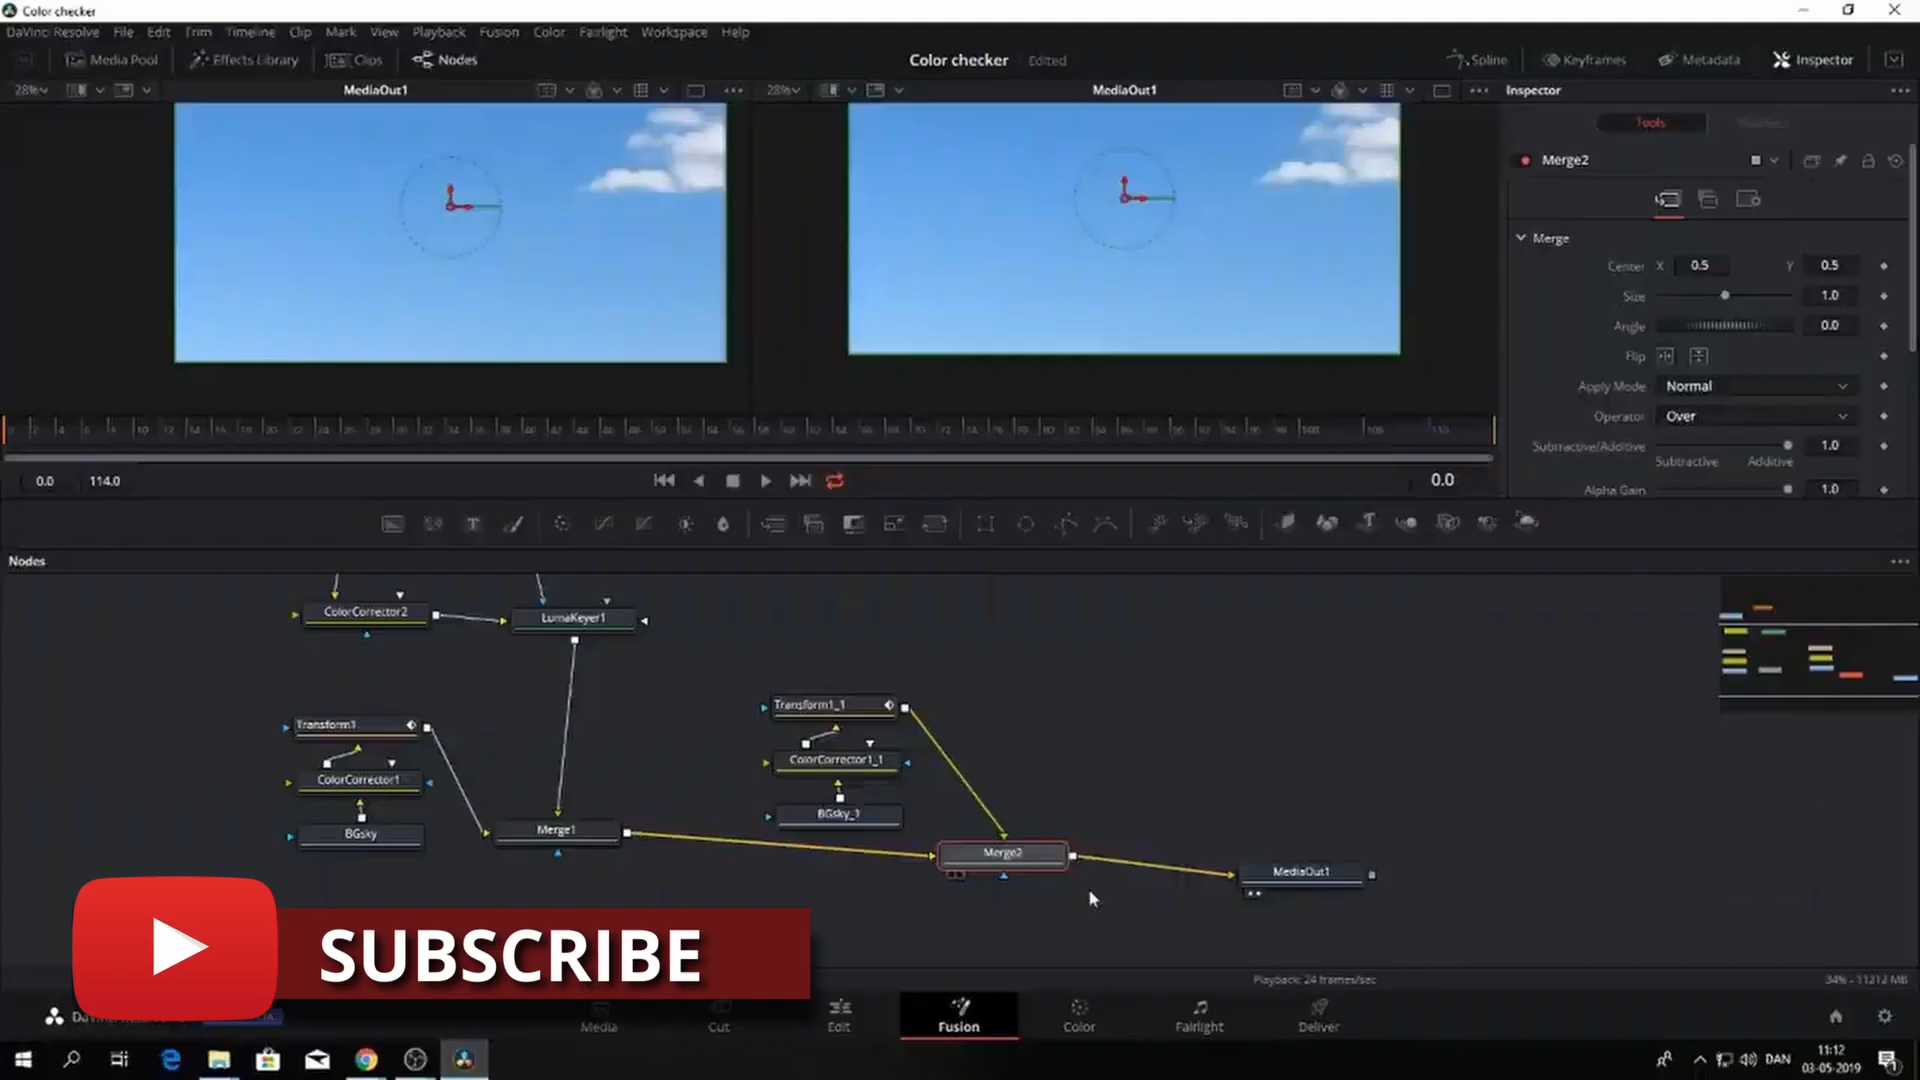 Color checker
DaVinci Resolve File Edit Trim Timeline Clip Mark View Playback Fusion Color Fairlight Workspace Help
Media Pool Effects Library Clips Nodes Color checker Edited Spline Keyframes Metadata Inspector
28% MediaOut1 28% MediaOut1 Inspector
Tools
Merge2
Merge
Center X 0.5 Y 0.5
Size 1.0
Angle 0.0
Flip
Apply Mode Normal
Operator Over
Subtractive/Additive 1.0
Subtractive Additive
Alpha Gain 1.0
0.0 114.0 0.0
Nodes
ColorCorrector2 LumaKeyer1
Transform1 Transform1_1
ColorCorrector1 ColorCorrector1_1
BGsky BGsky_1
Merge1 Merge2 MediaOut1
SUBSCRIBE
Playback: 24 frames/sec 34% - 11212 MB
Media Cut Edit Fusion Color Fairlight Deliver
DAN 11:12
03-05-2019